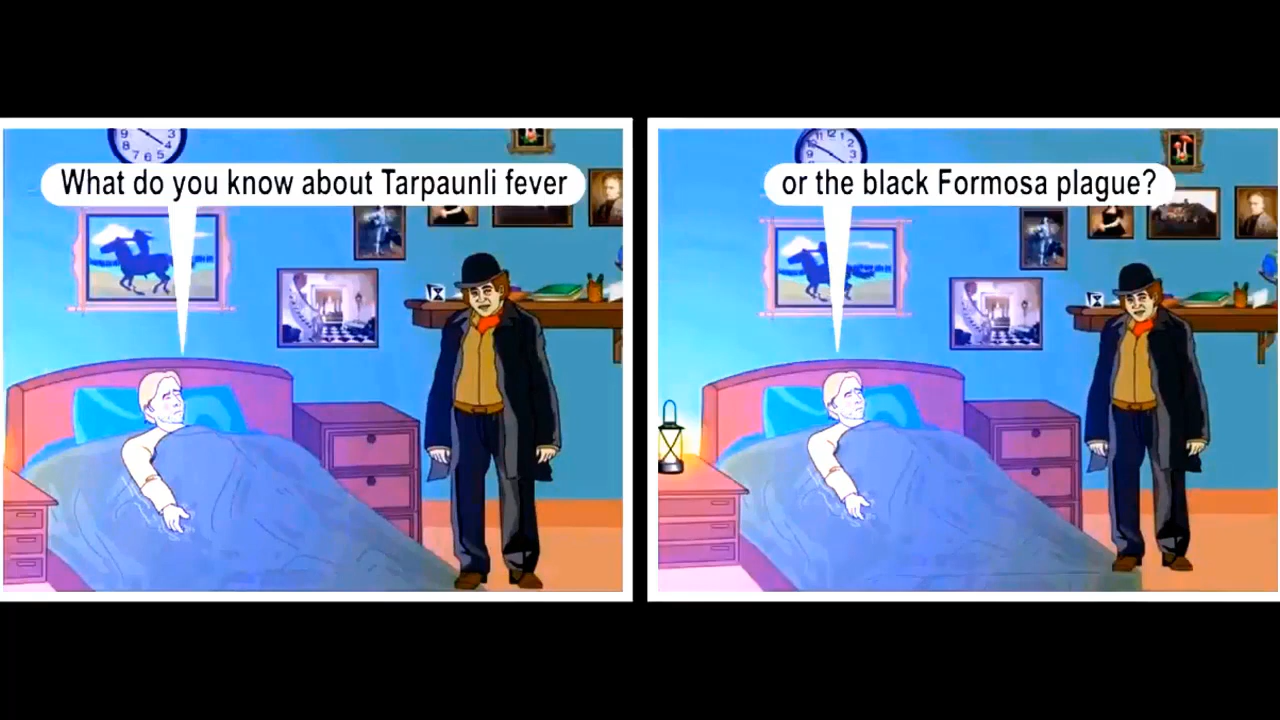 What do you know about Tarpaunli fever
or the black Formosa plague?